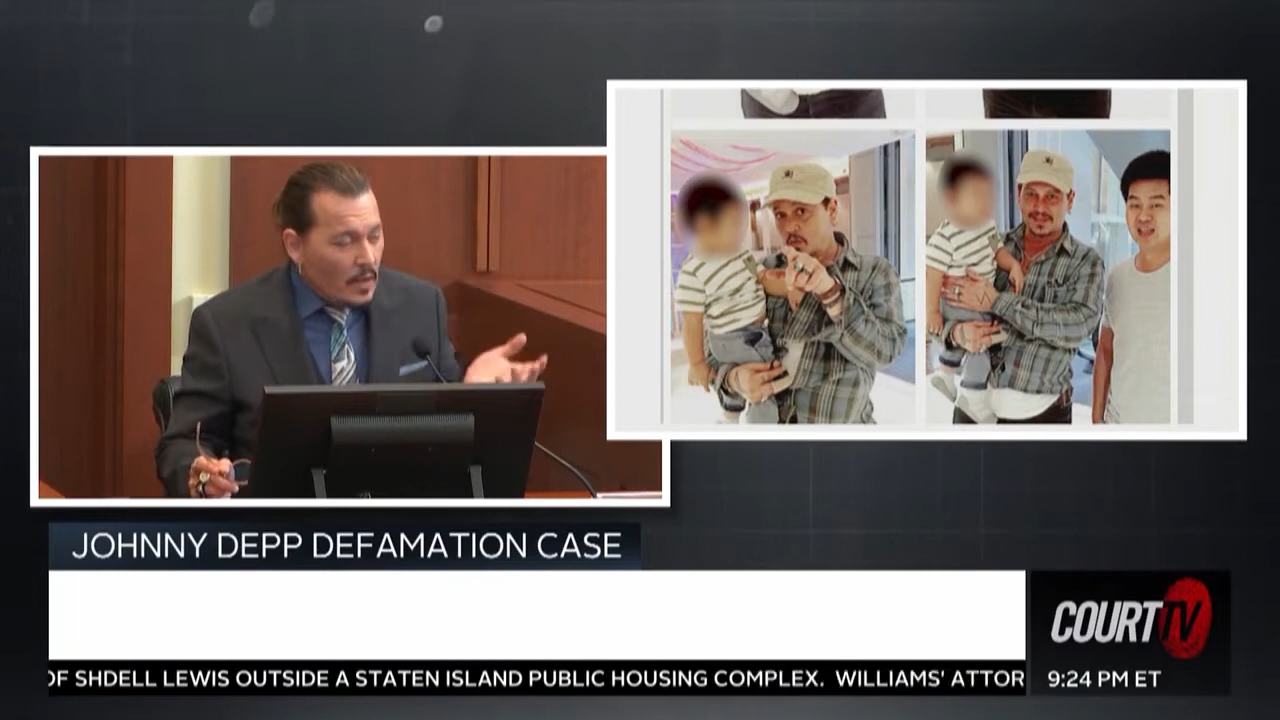 JOHNNY DEPP DEFAMATION CASE
COURT TV
OF SHDELL LEWIS OUTSIDE A STATEN ISLAND PUBLIC HOUSING COMPLEX. WILLIAMS' ATTOR
9:24 PM ET